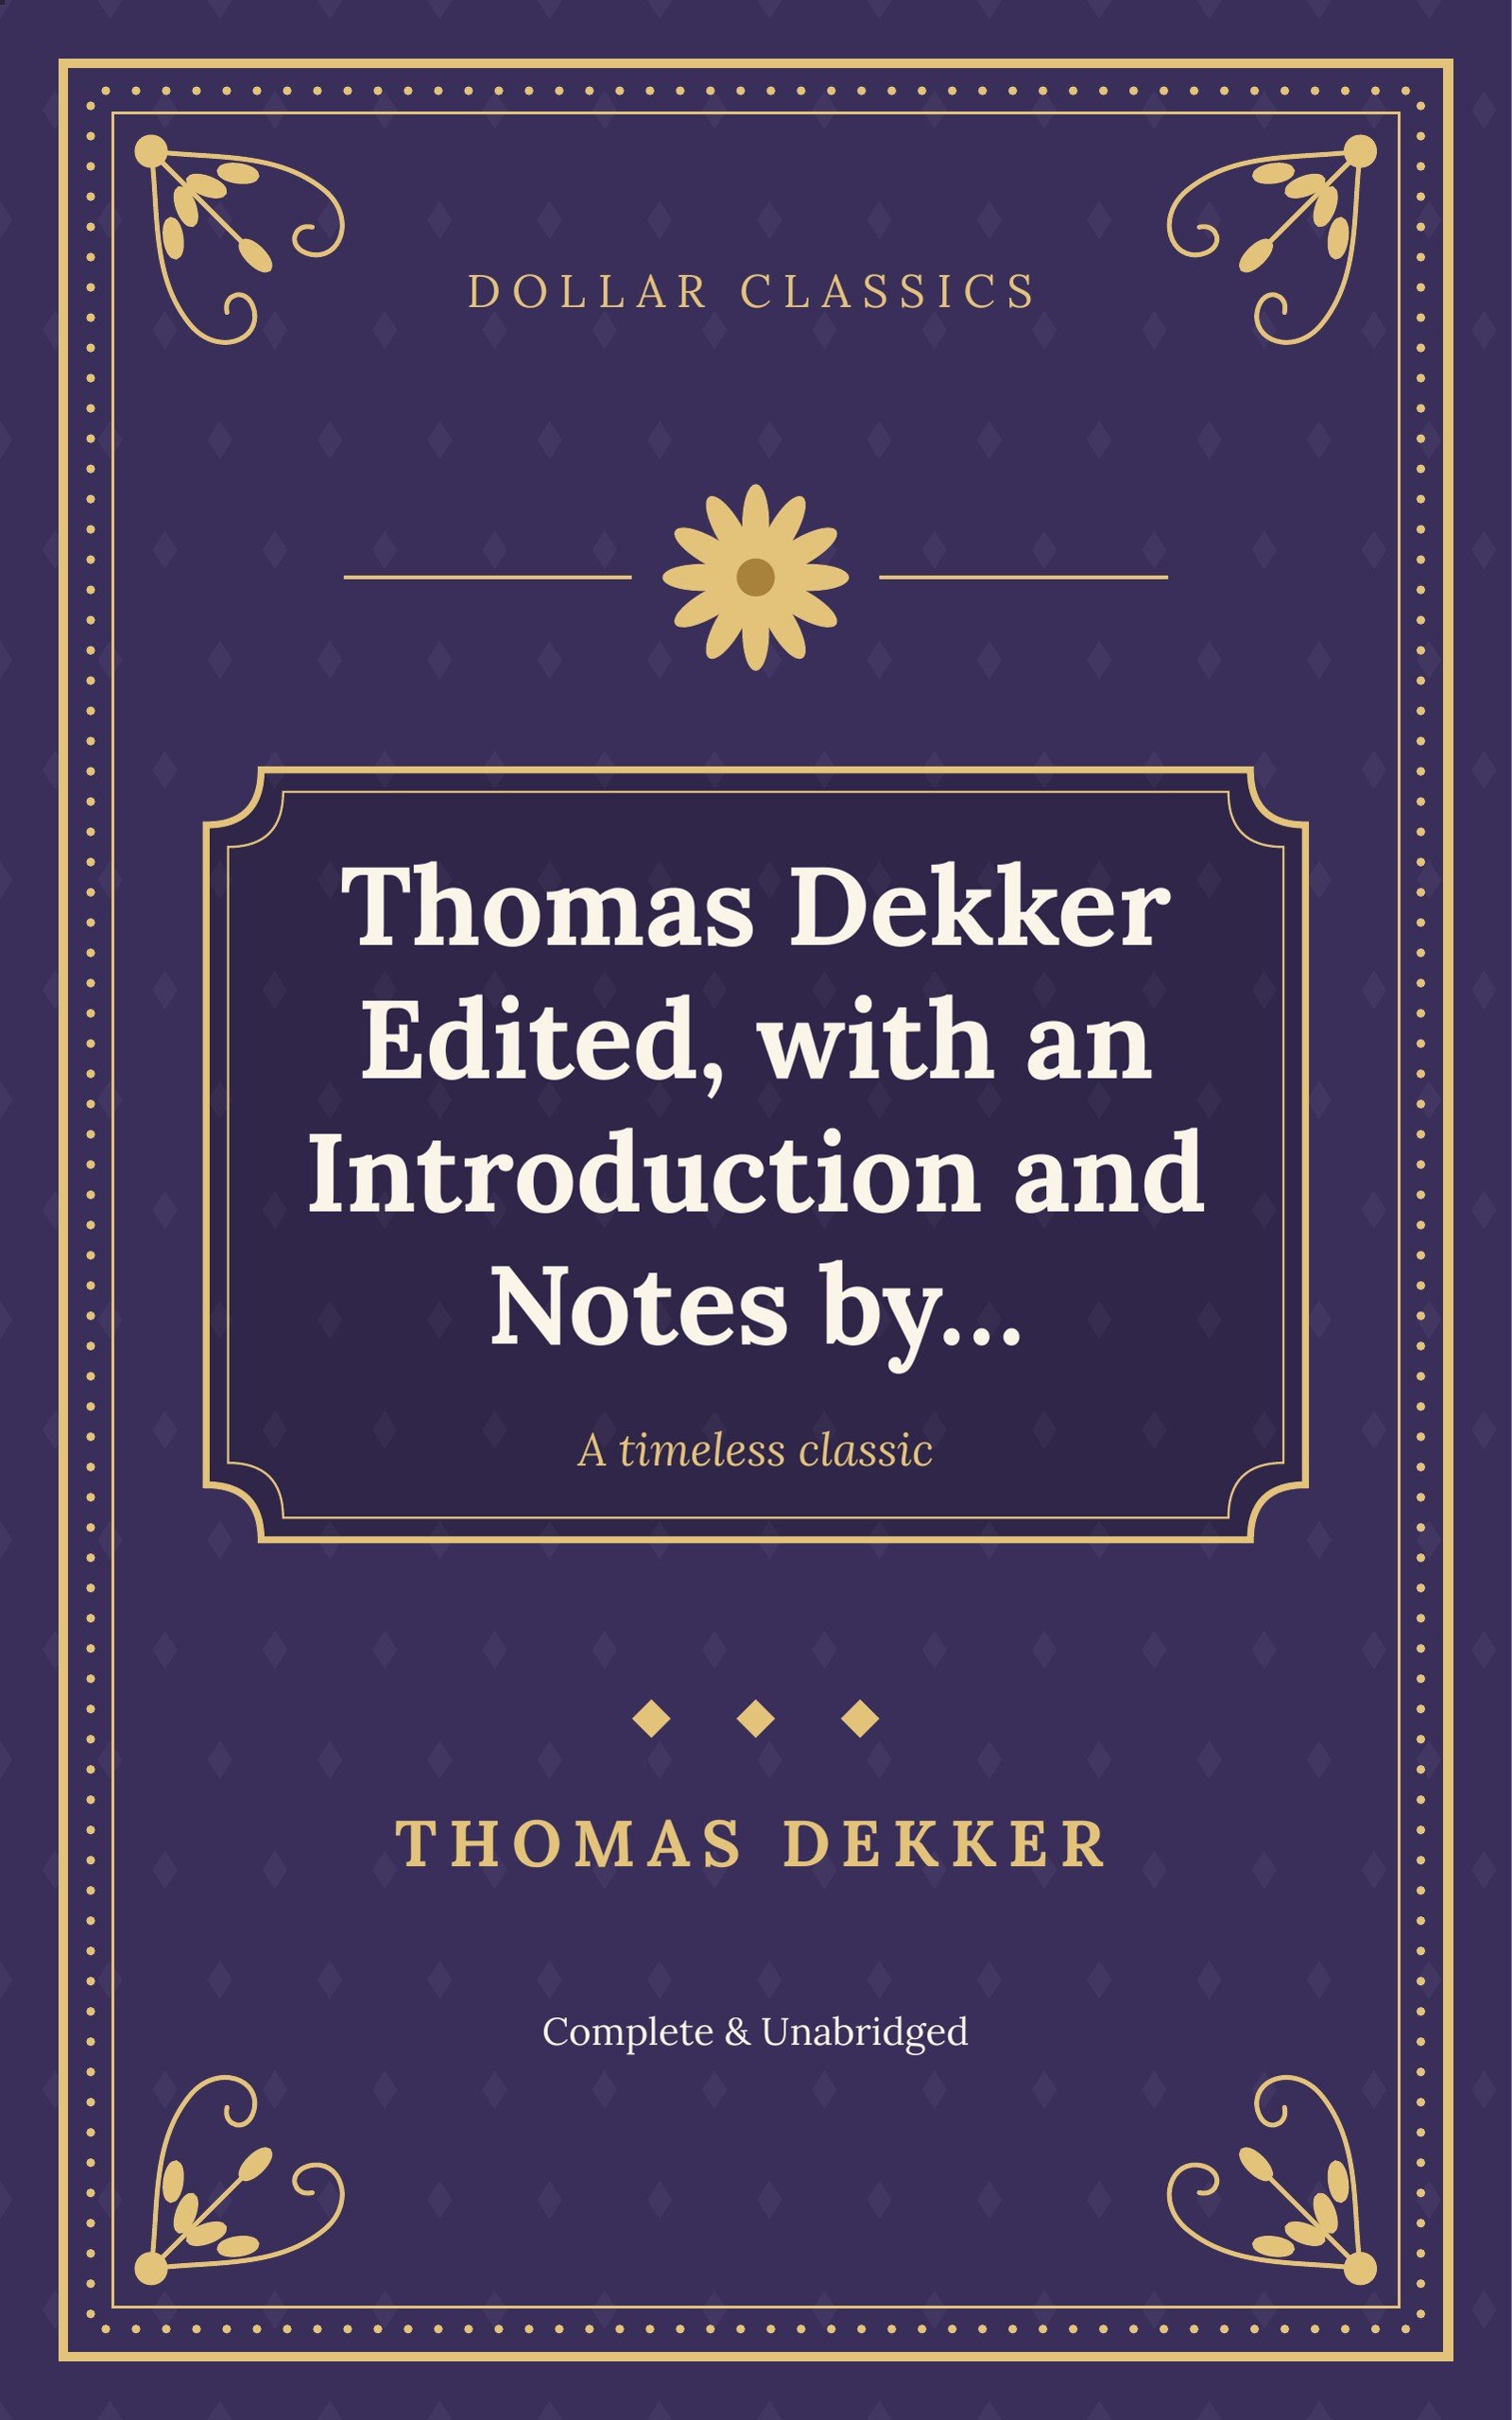 DOLLAR CLASSICS
Thomas Dekker
Edited, with an
Introduction and
Notes by...
A timeless classic
THOMAS DEKKER
Complete & Unabridged